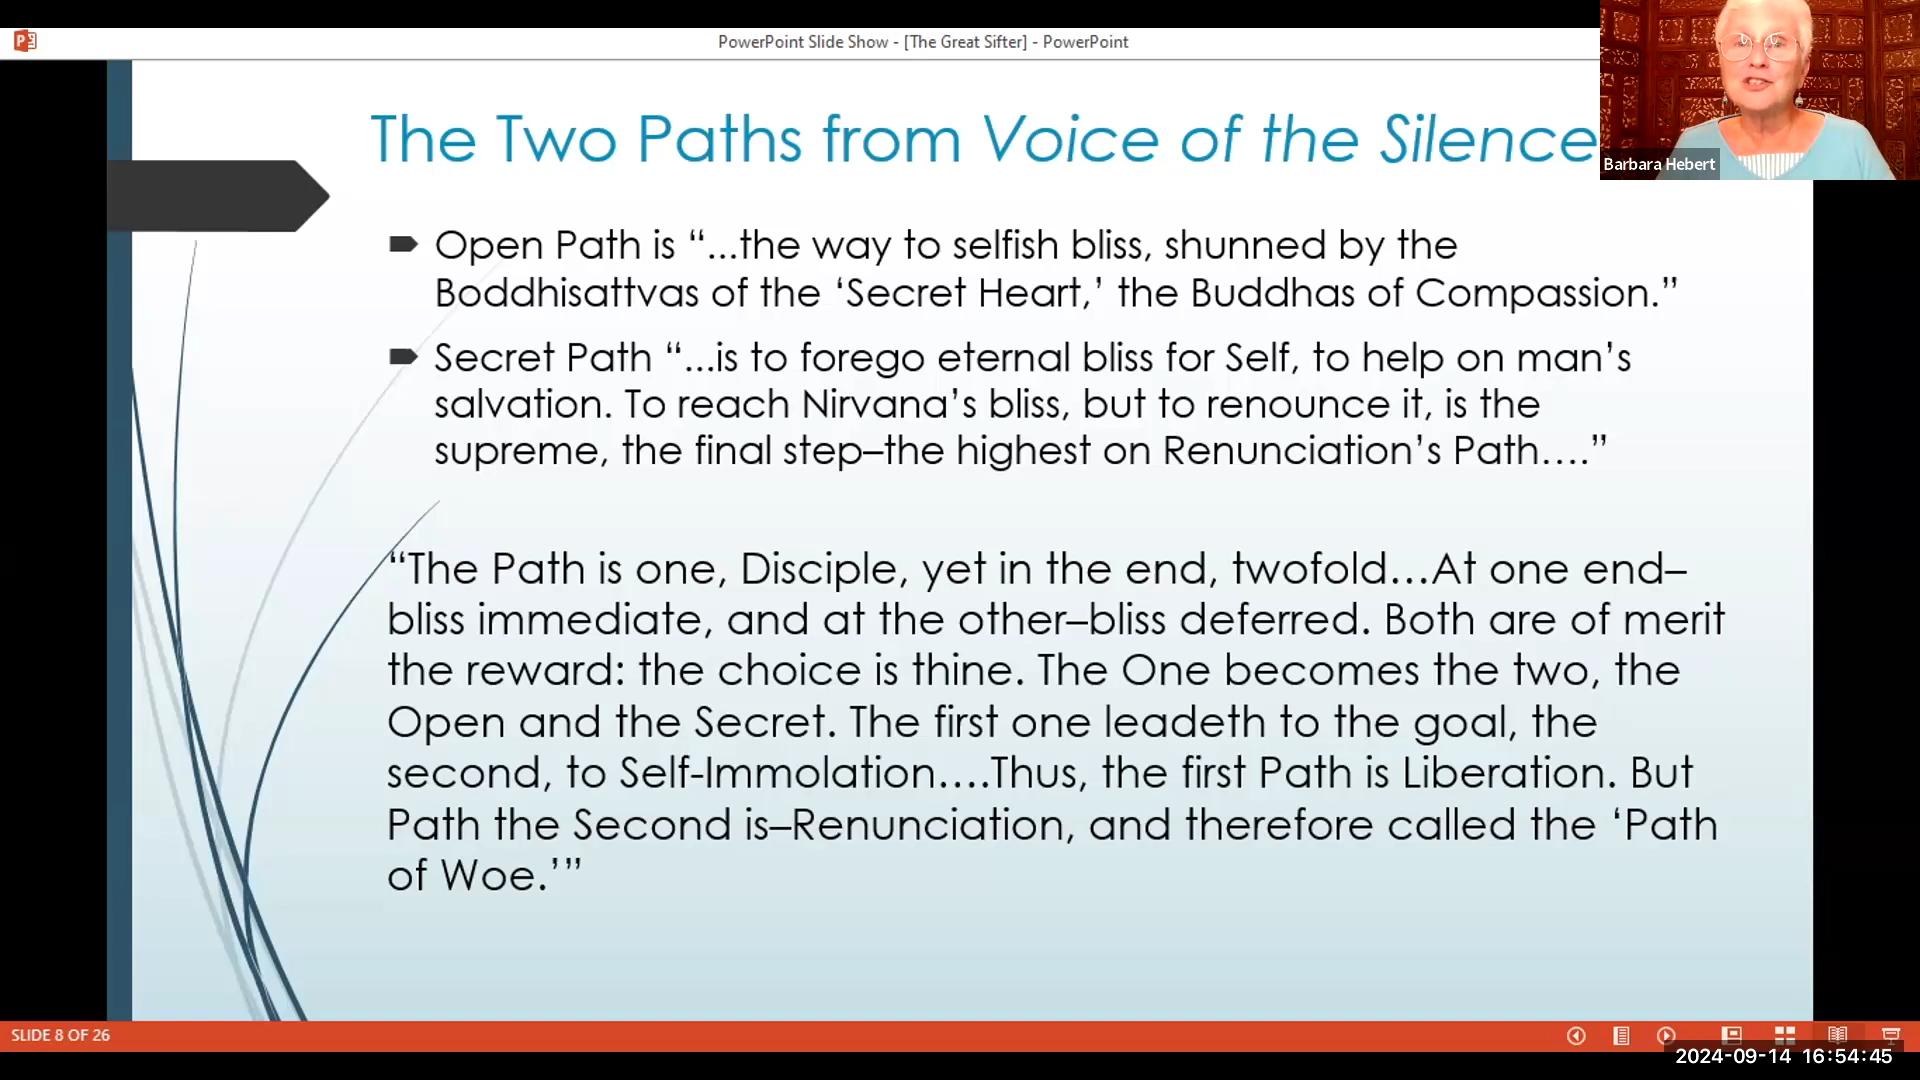 PowerPoint Slide Show - [The Great Sifter] - PowerPoint
The Two Paths from Voice of the Silence
Barbara Hebert
Open Path is “...the way to selfish bliss, shunned by the
Boddhisattvas of the ‘Secret Heart,’ the Buddhas of Compassion.”
Secret Path “...is to forego eternal bliss for Self, to help on man’s
salvation. To reach Nirvana’s bliss, but to renounce it, is the
supreme, the final step–the highest on Renunciation’s Path....”
“The Path is one, Disciple, yet in the end, twofold...At one end–
bliss immediate, and at the other–bliss deferred. Both are of merit
the reward: the choice is thine. The One becomes the two, the
Open and the Secret. The first one leadeth to the goal, the
second, to Self-Immolation....Thus, the first Path is Liberation. But
Path the Second is–Renunciation, and therefore called the ‘Path
of Woe.’”
SLIDE 8 OF 26
2024-09-14 16:54:45